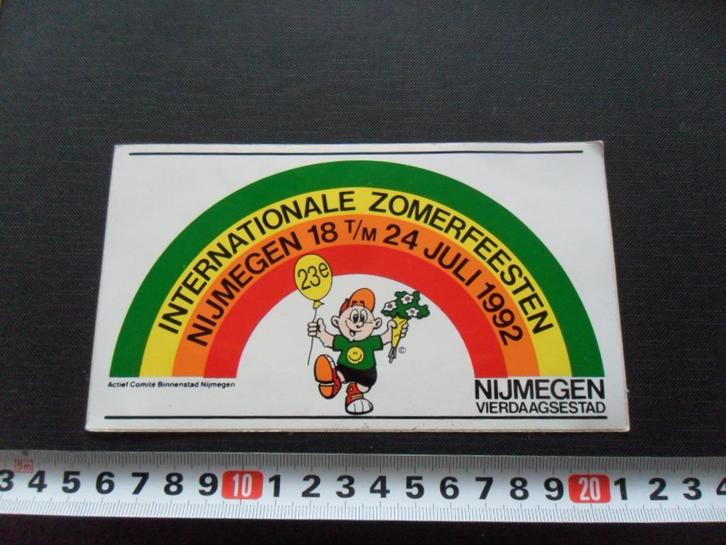 INTERNATIONALE ZOMERFEESTEN
NIJMEGEN 18 T/M 24 JULI 1992
23e
©
Actief Comité Binnenstad Nijmegen
NIJMEGEN
VIERDAAGSESTAD
5m
3 4 5 6 7 8 9 10 1 2 3 4 5 6 7 8 9 20 1 2 3 4